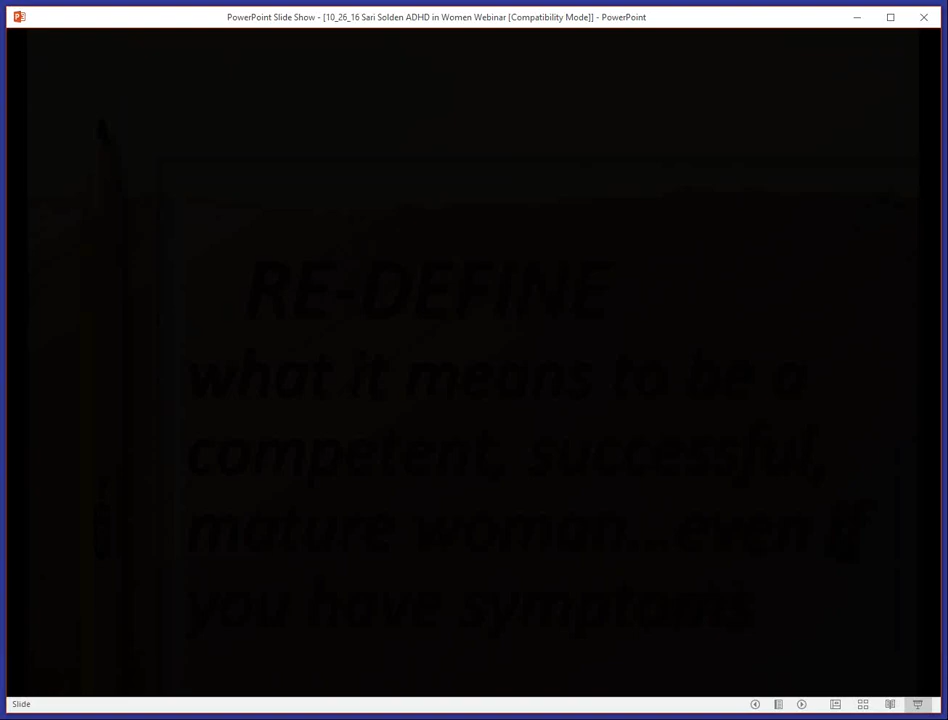 PowerPoint Slide Show - [10_26_16 Sari Solden ADHD in Women Webinar [Compatibility Mode]] - PowerPoint
RE-DEFINE
what it means to be a
competent, successful,
mature woman...even if
you have symptoms
Slide